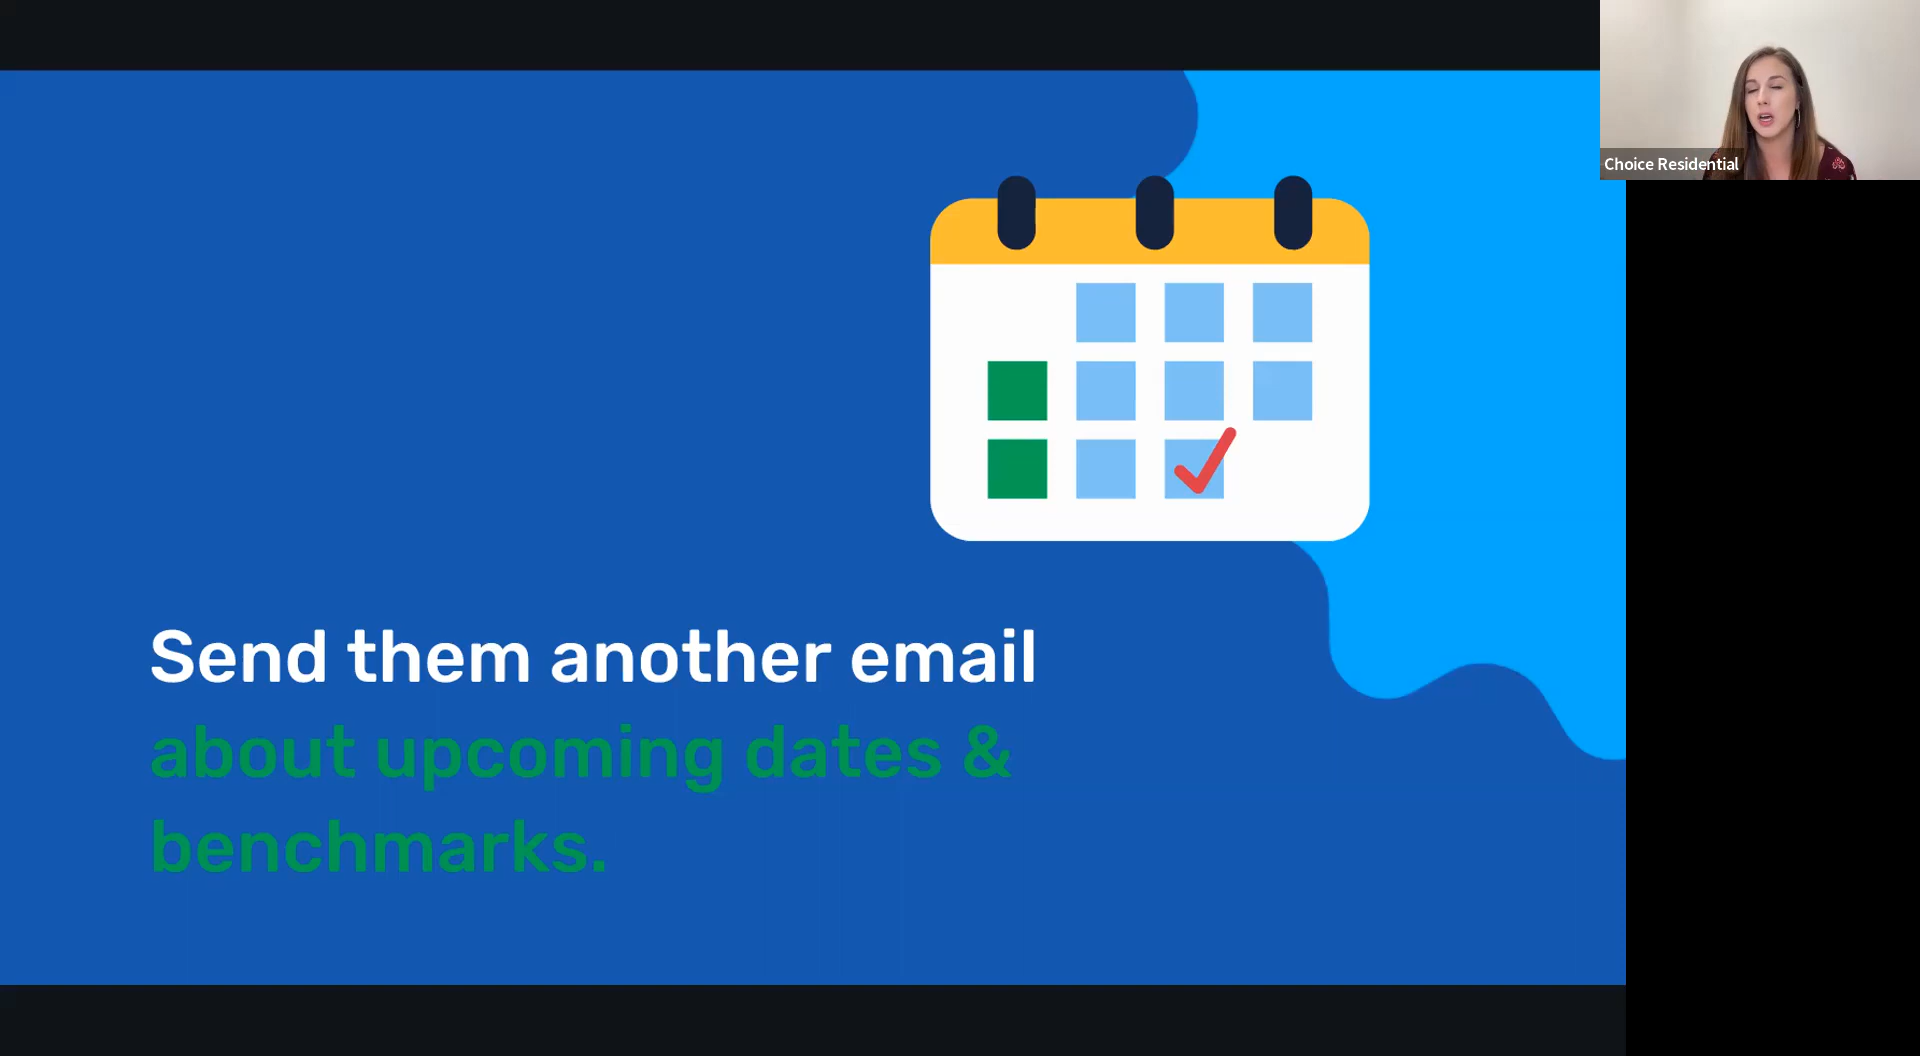 Choice Residential
Send them another email
about upcoming dates &
benchmarks.